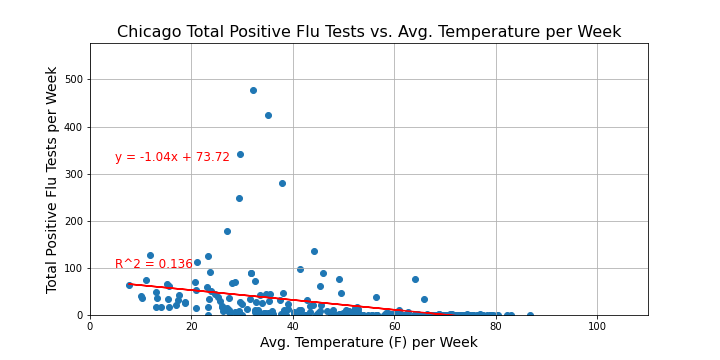 Chicago Total Positive Flu Tests vs. Avg. Temperature per Week
Total Positive Flu Tests per Week
500
400
300
200
100
0
y = -1.04x + 73.72
R^2 = 0.136
0 20 40 60 80 100
Avg. Temperature (F) per Week